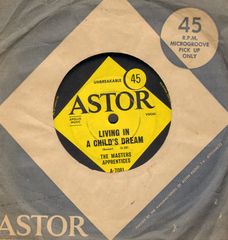 45
R.P.M.
MICROGROOVE
PICK UP
ONLY
UNBREAKABLE
45
ASTOR
LIVING IN
A CHILD'S DREAM
THE MASTERS
APPRENTICES
A-7081
ASTOR